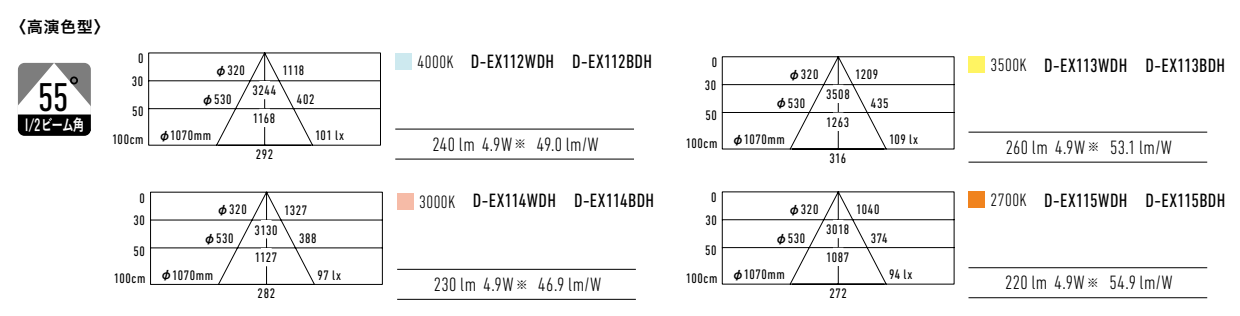 〈高演色型〉
55°
1/2ビーム角
0
30
50
100cm
φ320 1118
3244
φ530 402
1168
φ1070mm 101 lx
292
4000K D-EX112WDH D-EX112BDH
240 lm 4.9W※ 49.0 lm/W
0
30
50
100cm
φ320 1209
3508
φ530 435
1263
φ1070mm 109 lx
316
3500K D-EX113WDH D-EX113BDH
260 lm 4.9W※ 53.1 lm/W
0
30
50
100cm
φ320 1327
3130
φ530 388
1127
φ1070mm 97 lx
282
3000K D-EX114WDH D-EX114BDH
230 lm 4.9W※ 46.9 lm/W
0
30
50
100cm
φ320 1040
3018
φ530 374
1087
φ1070mm 94 lx
272
2700K D-EX115WDH D-EX115BDH
220 lm 4.9W※ 54.9 lm/W